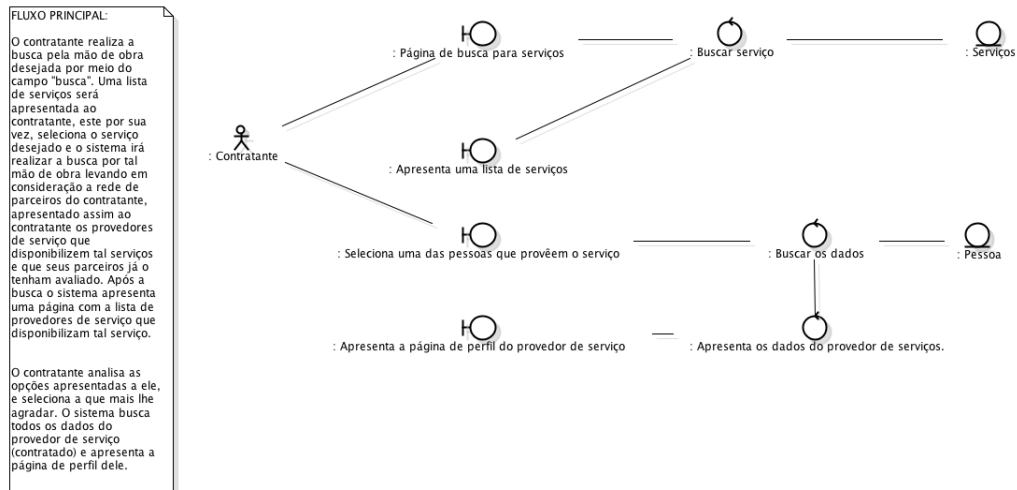 FLUXO PRINCIPAL:
O contratante realiza a
busca pela mão de obra
desejada por meio do
campo "busca". Uma lista
de serviços será
apresentada ao
contratante, este por sua
vez, seleciona o serviço
desejado e o sistema irá
realizar a busca por tal
mão de obra levando em
consideração a rede de
parceiros do contratante,
apresentado assim ao
contratante os provedores
de serviço que
disponibilizem tal serviços
e que seus parceiros já o
tenham avaliado. Após a
busca o sistema apresenta
uma página com a lista de
provedores de serviço que
disponibilizam tal serviço.
O contratante analisa as
opções apresentadas a ele,
e seleciona a que mais lhe
agradar. O sistema busca
todos os dados do
provedor de serviço
(contratado) e apresenta a
página de perfil dele.
: Página de busca para serviços
: Buscar serviço
: Serviços
: Contratante
: Apresenta uma lista de serviços
: Seleciona uma das pessoas que provêem o serviço
: Buscar os dados
: Pessoa
: Apresenta a página de perfil do provedor de serviço
: Apresenta os dados do provedor de serviços.